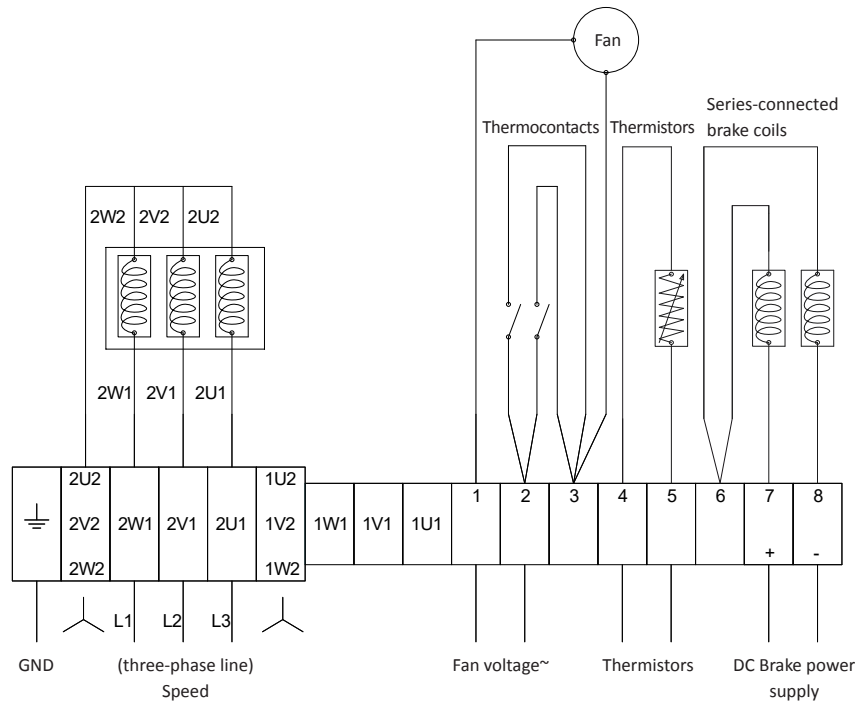 Fan
Series-connected
brake coils
Thermocontacts
Thermistors
2W2
2V2
2U2
2W1
2V1
2U1
2U2
2V2
2W2
2W1
2V1
2U1
1U2
1V2
1W2
1W1
1V1
1U1
1
2
3
4
5
6
7
8
+
-
L1
L2
L3
GND
(three-phase line)
Speed
Fan voltage~
Thermistors
DC Brake power
supply